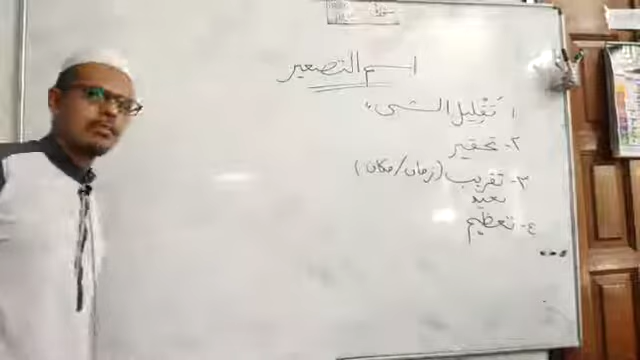 اسم التصغير
١ تقليل الشيء
٢- تحقير
٣- تقريب (زمان/مكان)
بعيد
٤- تعظيم